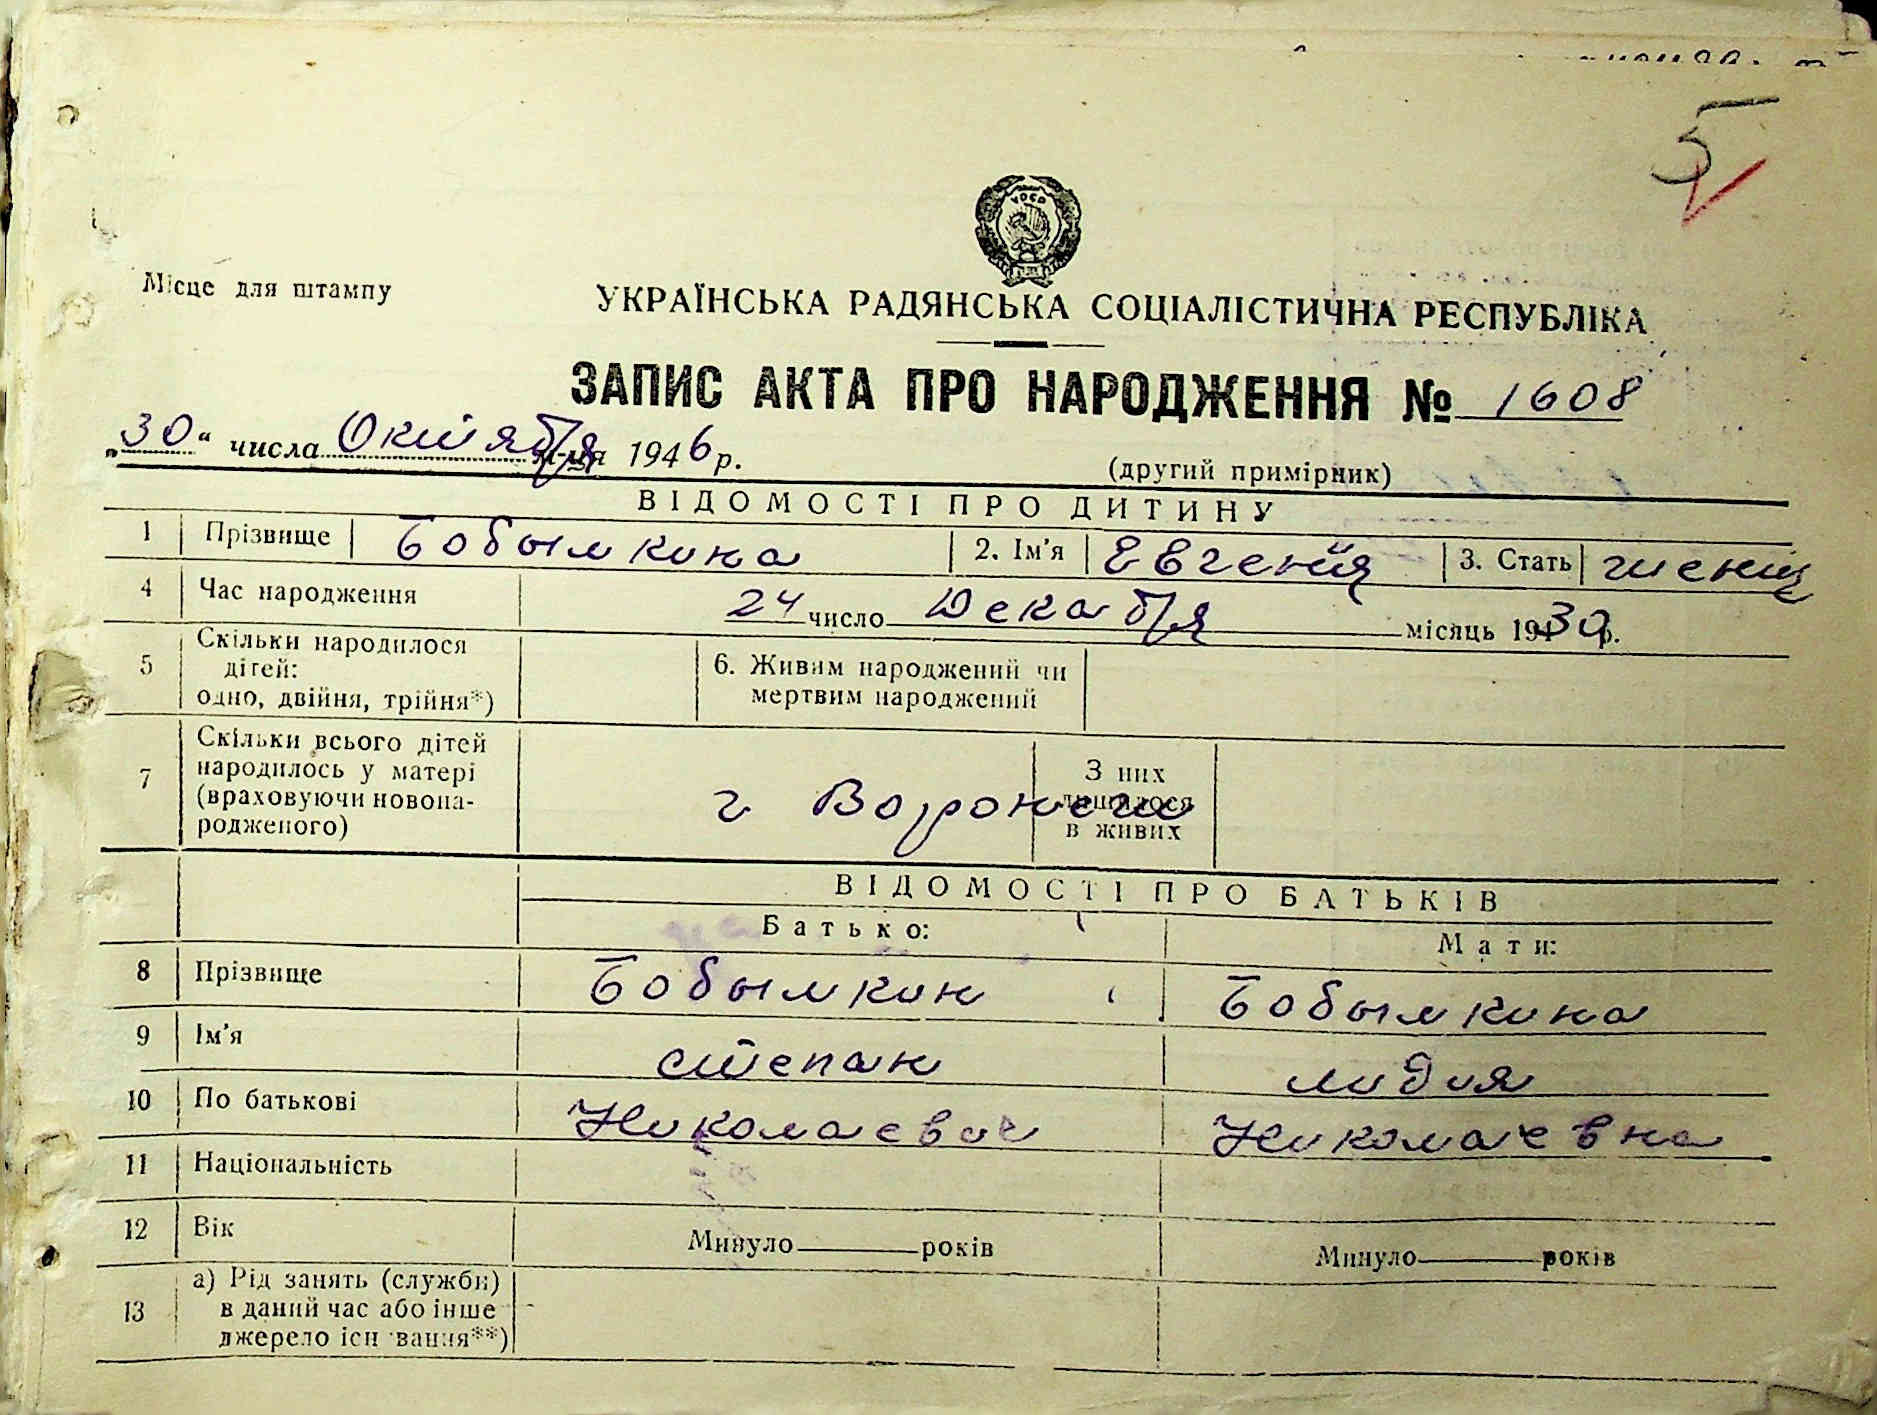 5
УРСР
Місце для штампу
УКРАЇНСЬКА РАДЯНСЬКА СОЦІАЛІСТИЧНА РЕСПУБЛІКА
ЗАПИС АКТА ПРО НАРОДЖЕННЯ № 1608
„30“ числа Октября м-ця 1946 р.
(другий примірник)
ВІДОМОСТІ ПРО ДИТИНУ
1 Прізвище Бобылкина 2. Ім'я Евгения 3. Стать женщ
4 Час народження 24 число Декабря місяць 1930р.
5 Скільки народилося дітей: одно, двійня, трійня*) 6. Живим народжений чи мертвим народжений
7 Скільки всього дітей народилось у матері (враховуючи новонародженого) г Воронеж З них лишилося в живих
ВІДОМОСТІ ПРО БАТЬКІВ
Батько: Мати:
8 Прізвище Бобылкин Бобылкина
9 Ім'я Степан Лидия
10 По батькові Николаевич Николаевна
11 Національність
12 Вік Минуло років Минуло років
13 а) Рід занять (служби) в даний час або інше джерело існування**)